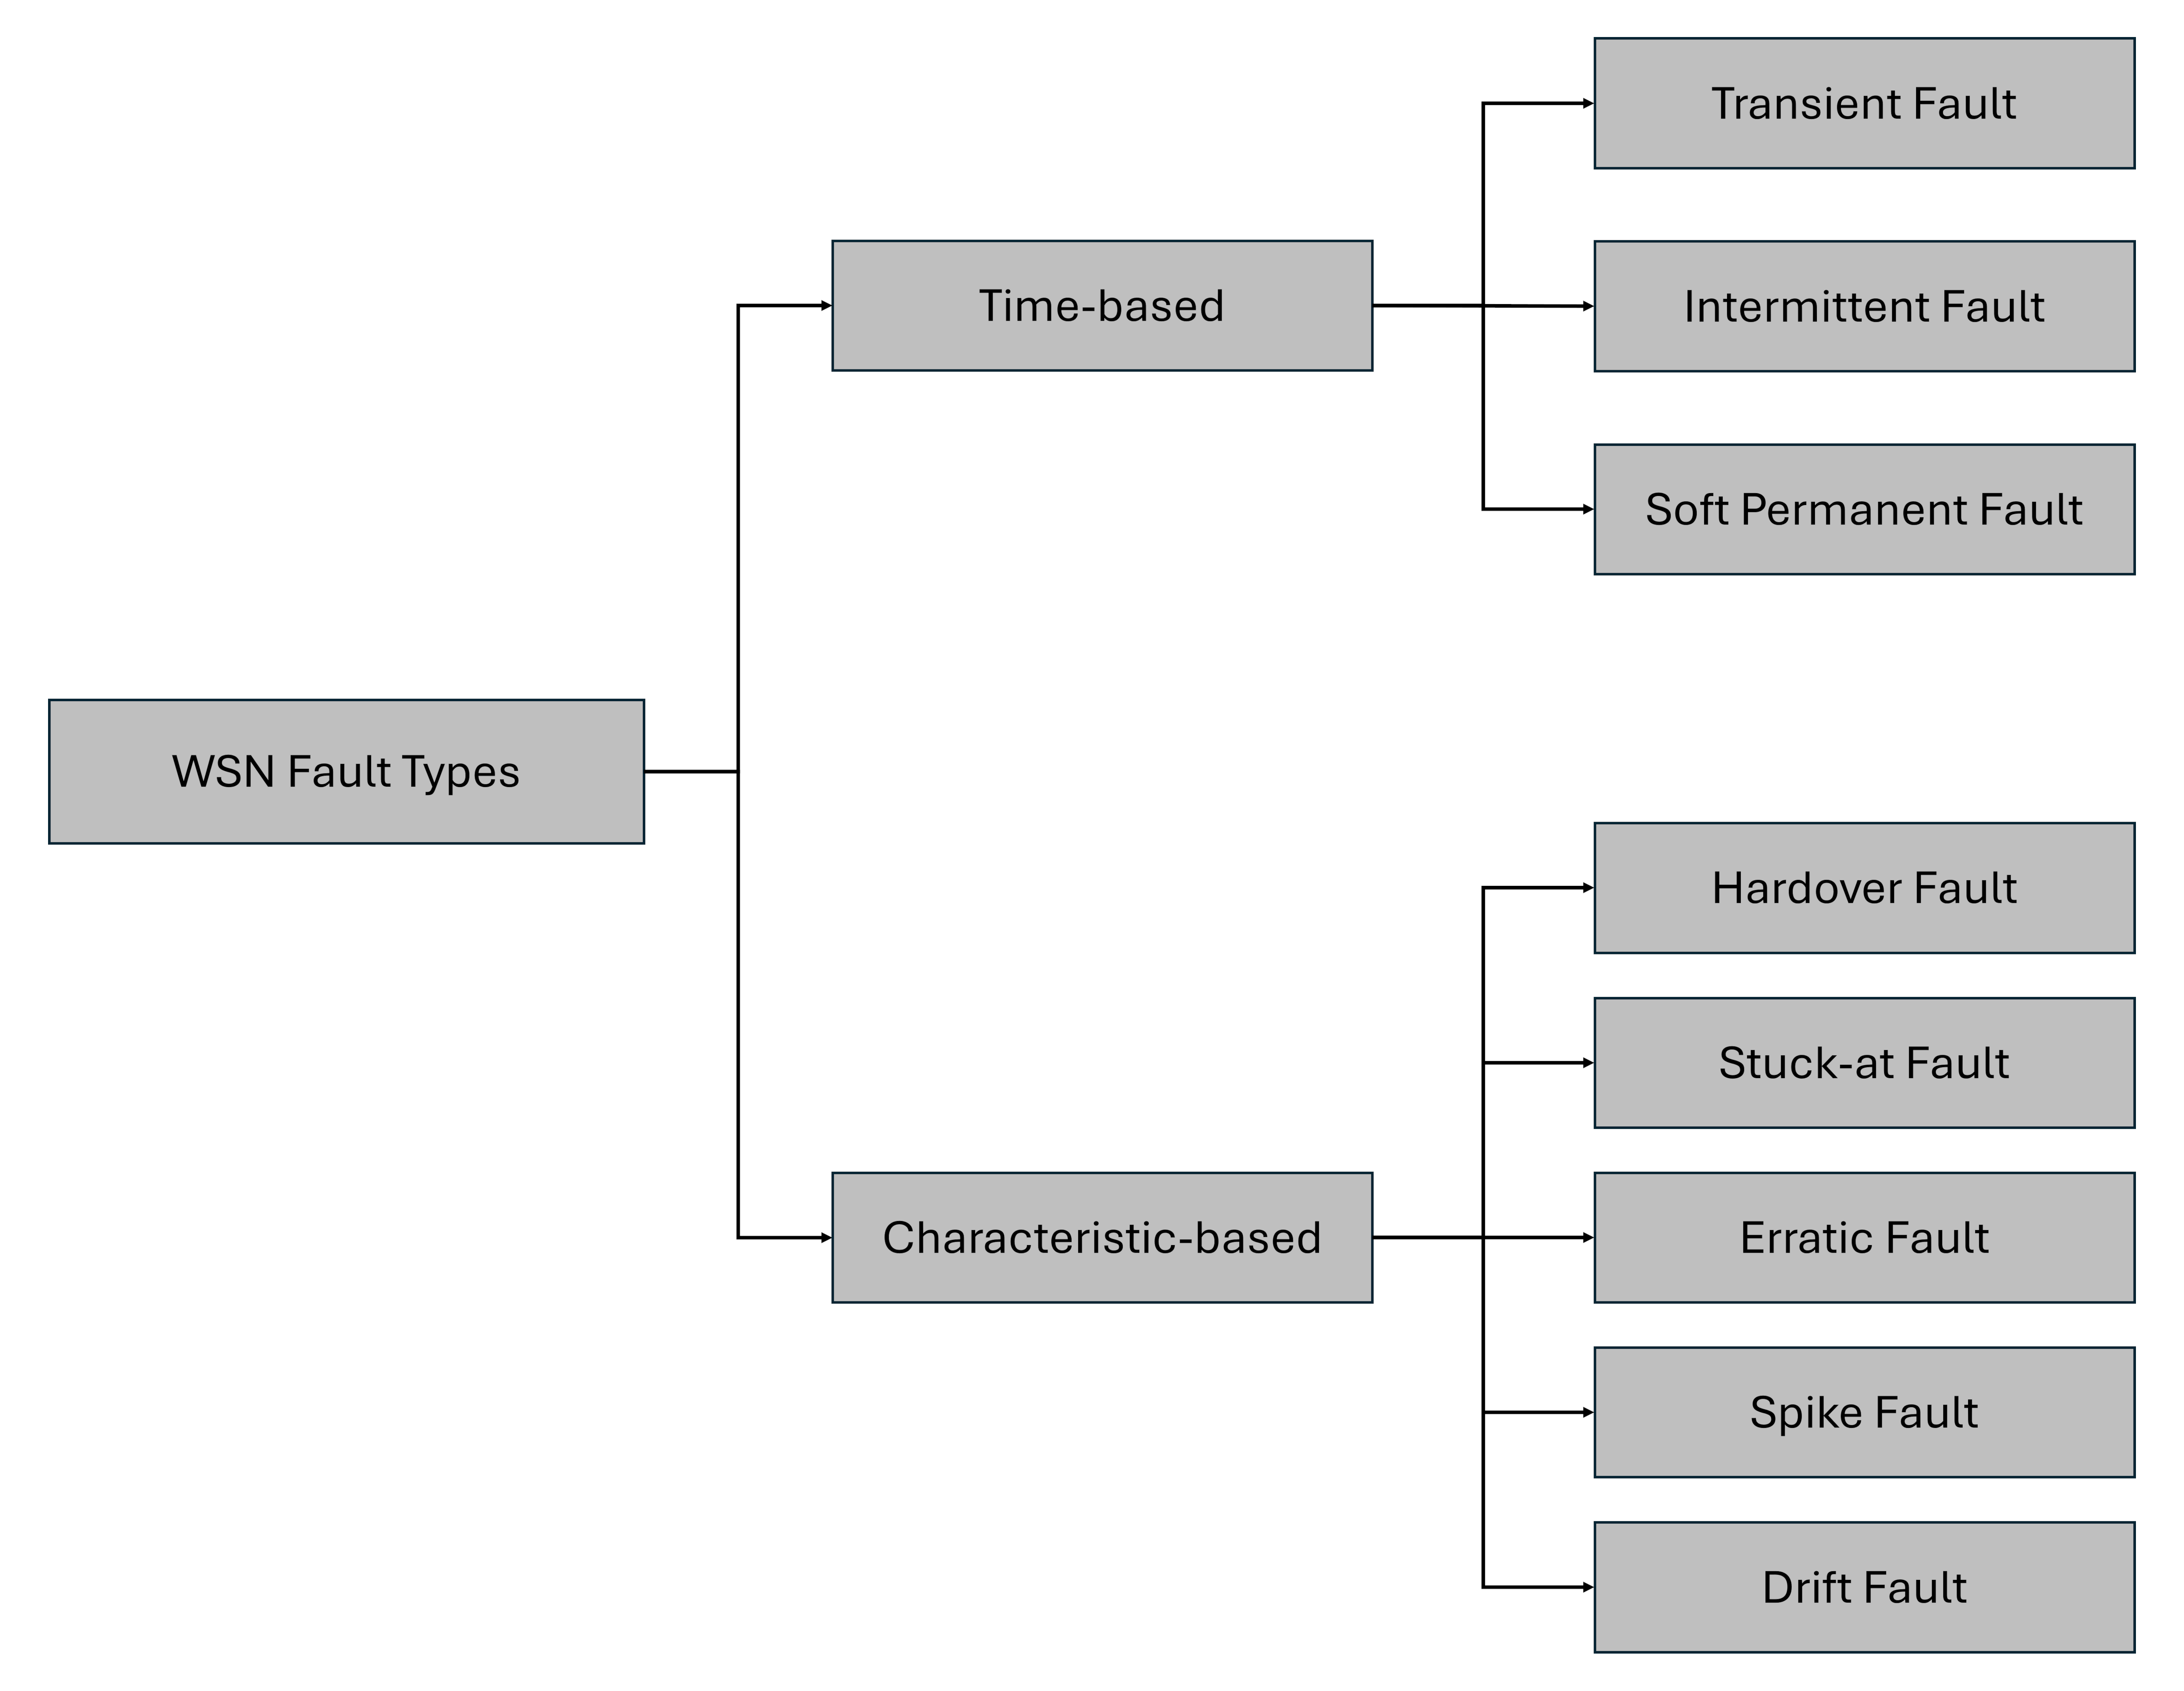 WSN Fault Types
Time-based
Transient Fault
Intermittent Fault
Soft Permanent Fault
Characteristic-based
Hardover Fault
Stuck-at Fault
Erratic Fault
Spike Fault
Drift Fault